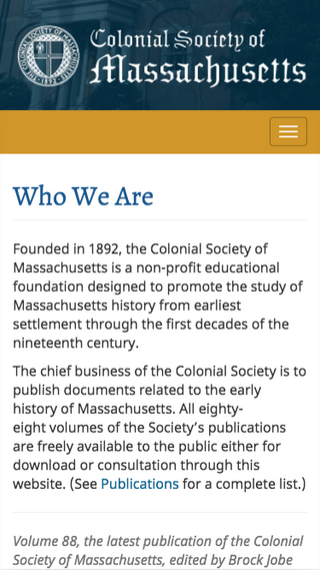 Colonial Society of
Massachusetts
Who We Are
Founded in 1892, the Colonial Society of
Massachusetts is a non-profit educational
foundation designed to promote the study of
Massachusetts history from earliest
settlement through the first decades of the
nineteenth century.
The chief business of the Colonial Society is to
publish documents related to the early
history of Massachusetts. All eighty-
eight volumes of the Society’s publications
are freely available to the public either for
download or consultation through this
website. (See Publications for a complete list.)
Volume 88, the latest publication of the Colonial
Society of Massachusetts, edited by Brock Jobe